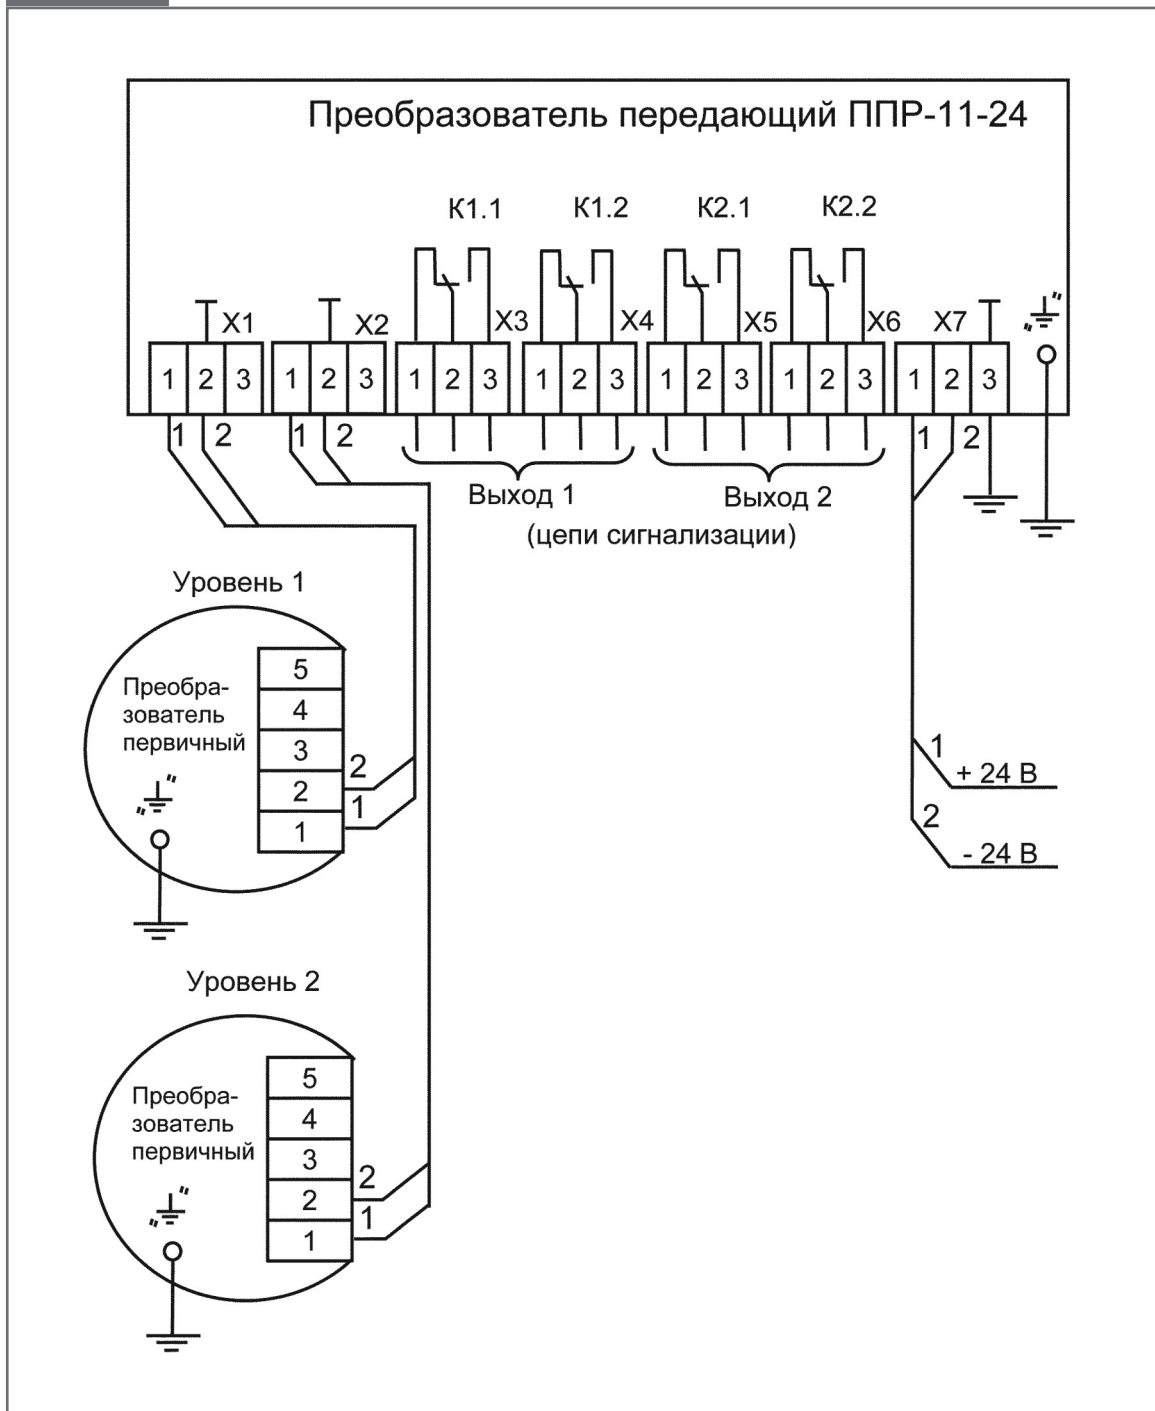 Преобразователь передающий ППР-11-24
К1.1 К1.2 К2.1 К2.2
X1 X2 X3 X4 X5 X6 X7
1 2 3 1 2 3 1 2 3 1 2 3 1 2 3 1 2 3 1 2 3
1 2 1 2 1 2
Выход 1 Выход 2
(цепи сигнализации)
Уровень 1
Преобра-
зователь
первичный
5
4
3
2
1
2
1
1
+ 24 В
2
- 24 В
Уровень 2
Преобра-
зователь
первичный
5
4
3
2
1
2
1